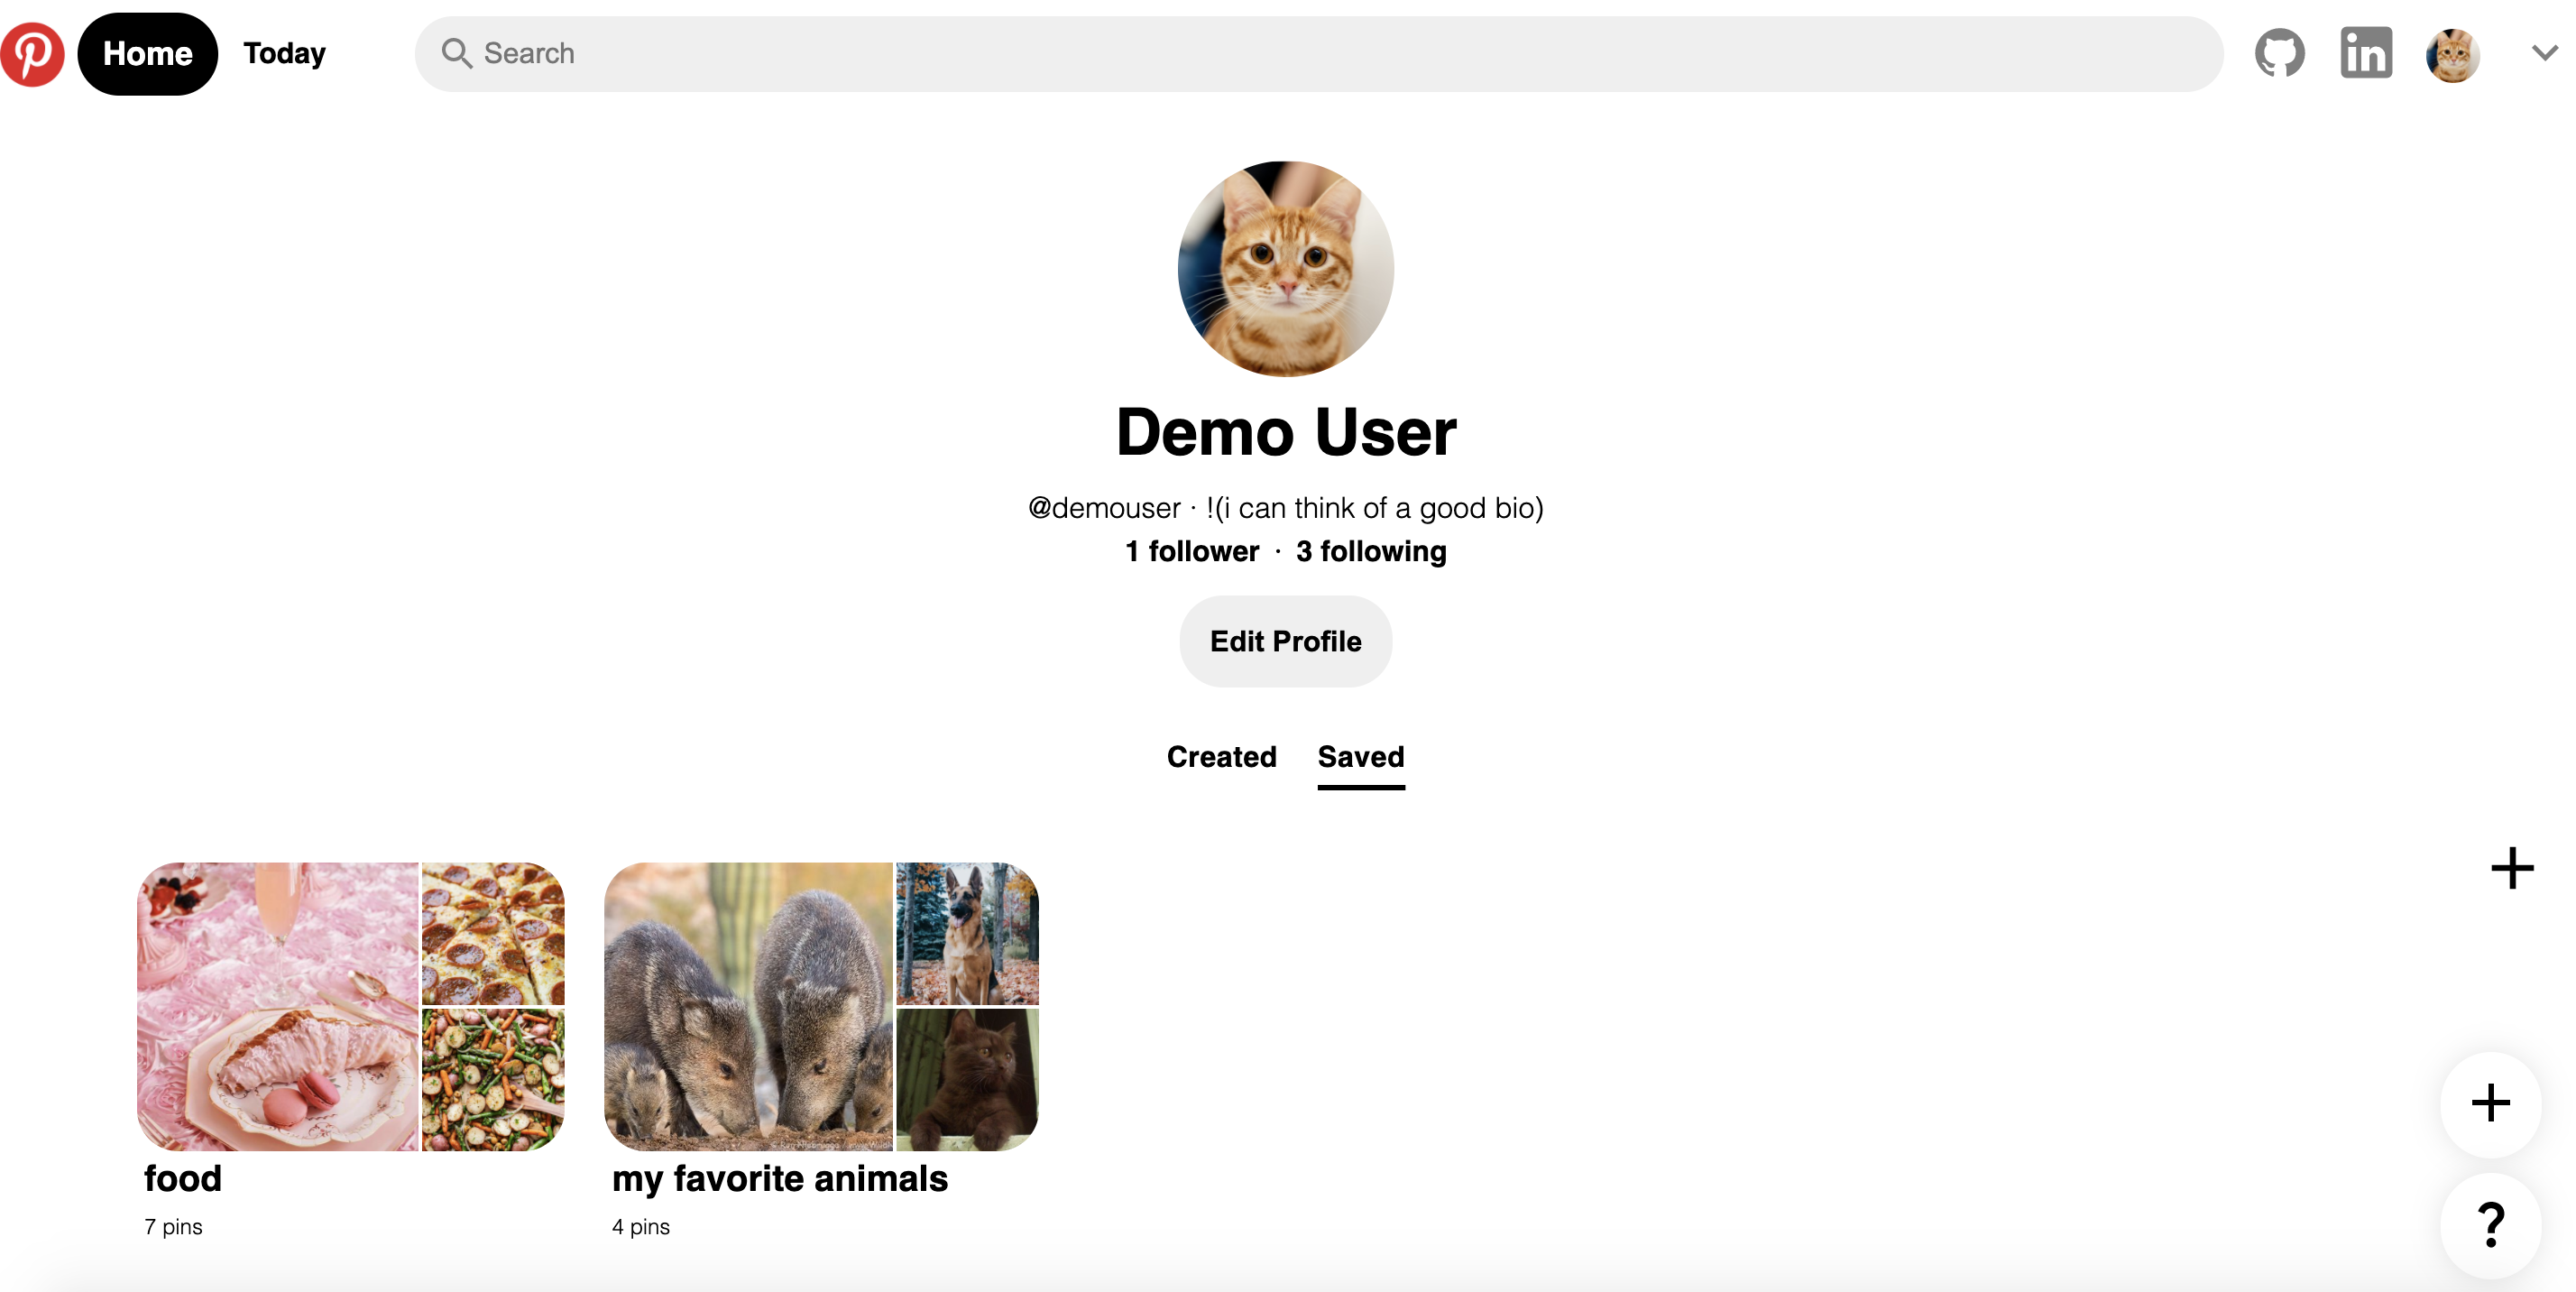 Home Today Search
Demo User
@demouser · !(i can think of a good bio)
1 follower · 3 following
Edit Profile
Created Saved
food
7 pins
my favorite animals
4 pins
?